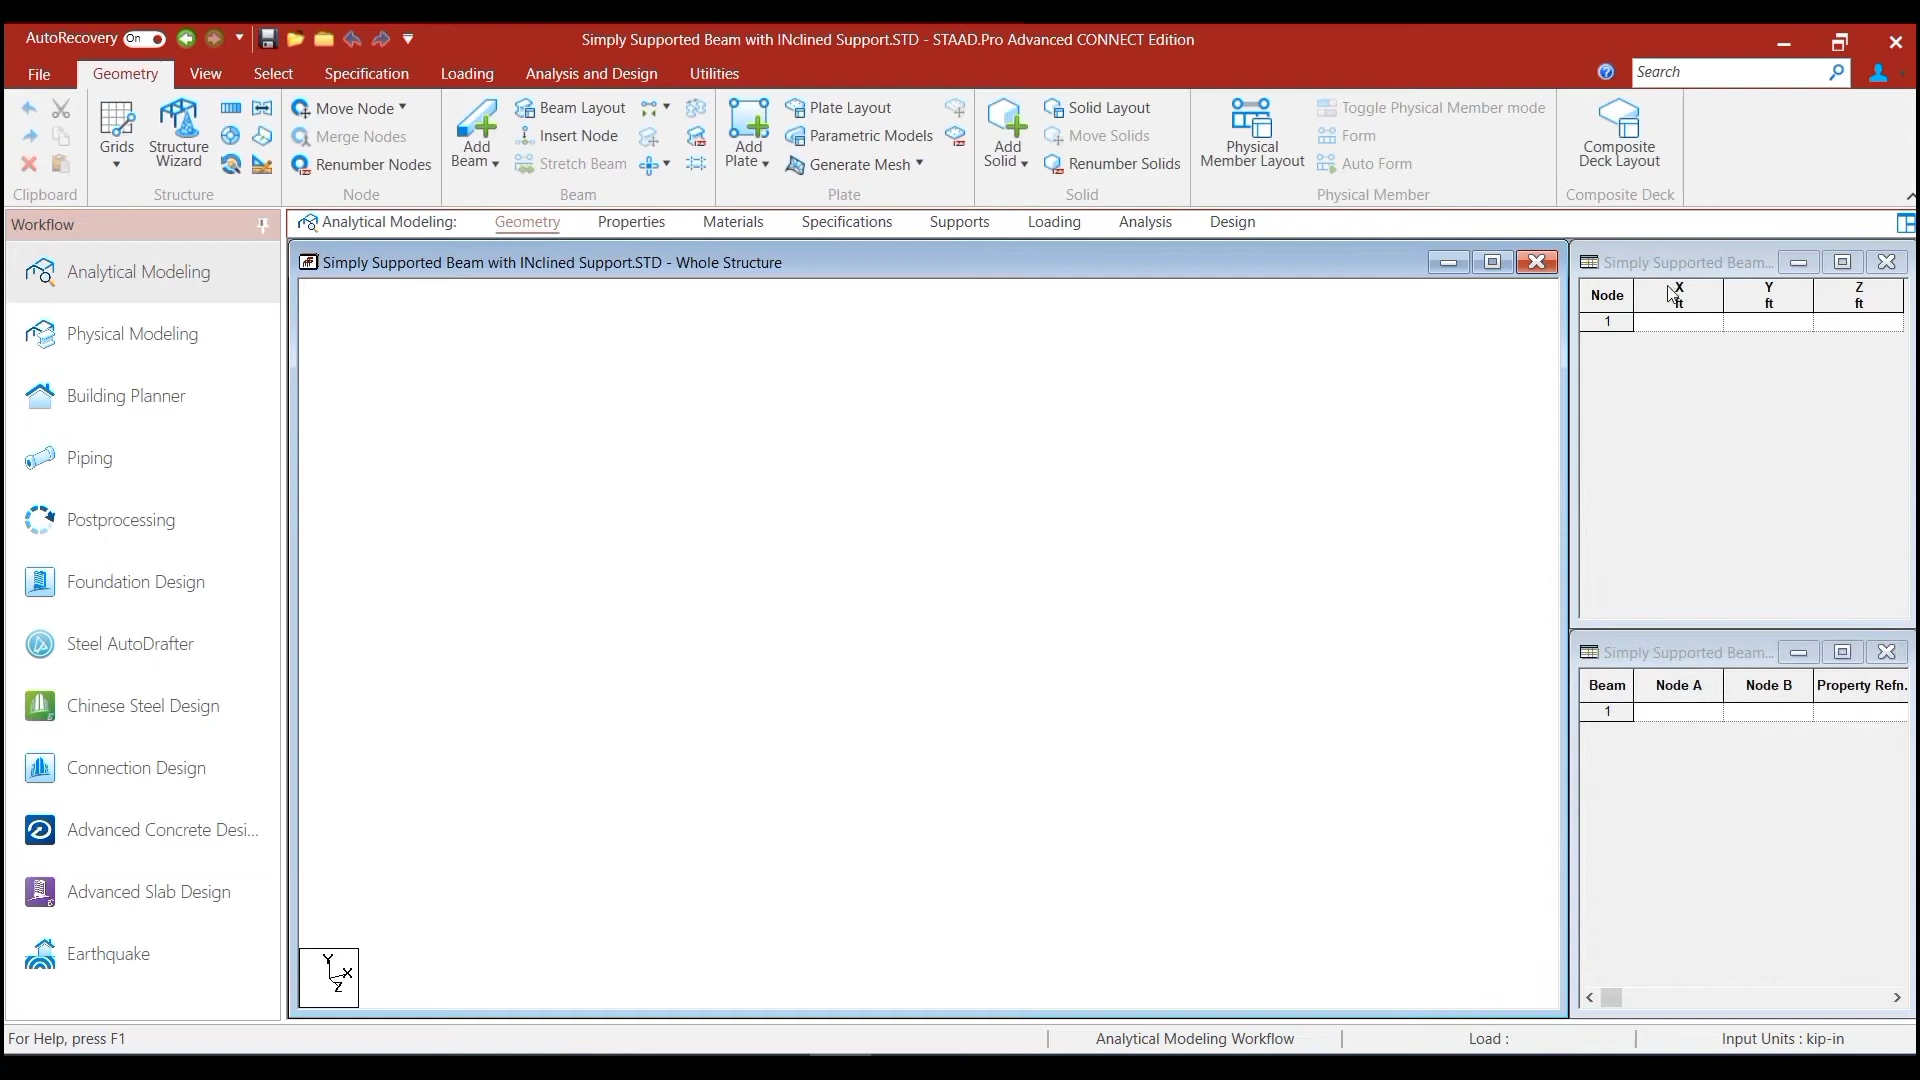 AutoRecovery On
Simply Supported Beam with INclined Support.STD - STAAD.Pro Advanced CONNECT Edition
File Geometry View Select Specification Loading Analysis and Design Utilities
Search
Move Node
Merge Nodes
Renumber Nodes
Grids
Structure Wizard
Add Beam
Beam Layout
Insert Node
Stretch Beam
Add Plate
Plate Layout
Parametric Models
Generate Mesh
Add Solid
Solid Layout
Move Solids
Renumber Solids
Physical Member Layout
Toggle Physical Member mode
Form
Auto Form
Composite Deck Layout
Clipboard Structure Node Beam Plate Solid Physical Member Composite Deck
Workflow
Analytical Modeling: Geometry Properties Materials Specifications Supports Loading Analysis Design
Analytical Modeling
Physical Modeling
Building Planner
Piping
Postprocessing
Foundation Design
Steel AutoDrafter
Chinese Steel Design
Connection Design
Advanced Concrete Desi...
Advanced Slab Design
Earthquake
Simply Supported Beam with INclined Support.STD - Whole Structure
Y
X
Z
Simply Supported Beam...
Node X ft Y ft Z ft
1
Simply Supported Beam...
Beam Node A Node B Property Refn.
1
For Help, press F1
Analytical Modeling Workflow
Load :
Input Units : kip-in